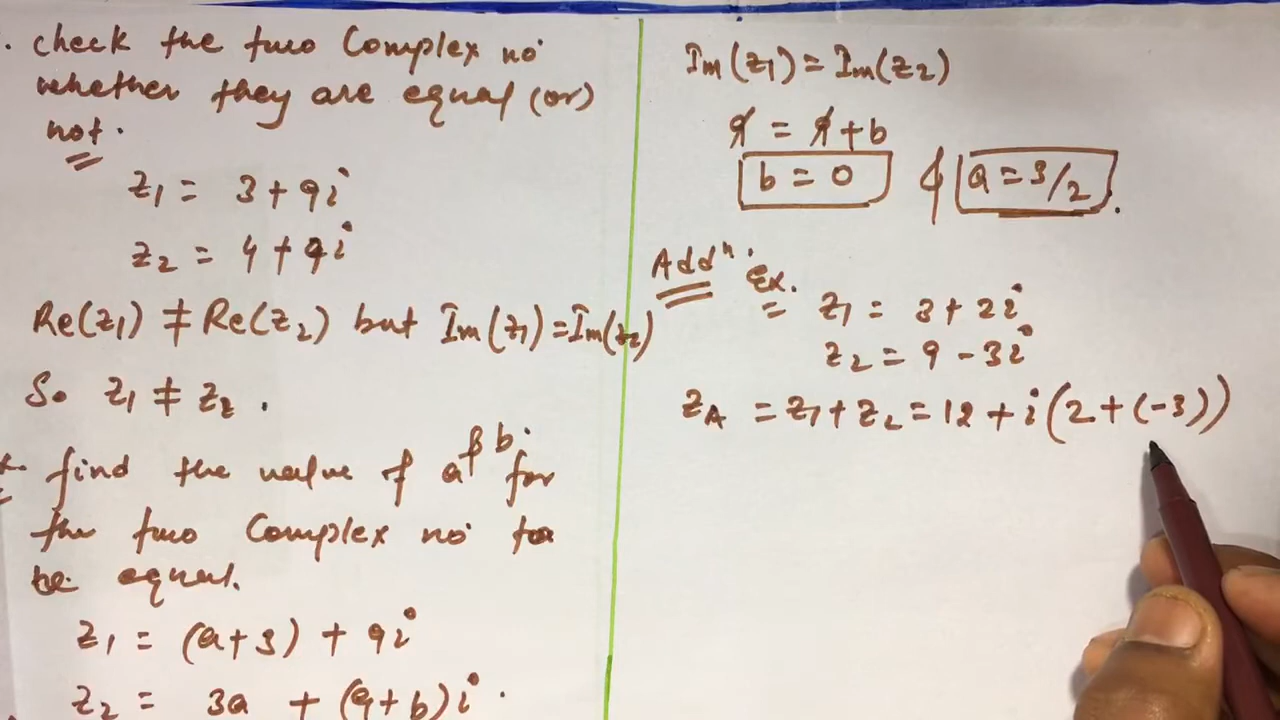 . check the two Complex no
whether they are equal (or)
not.
z1 = 3 + 9i
z2 = 4 + 9i
Re(z1) ≠ Re(z2) but Im(z1) = Im(z2)
So z1 ≠ z2 .
find the value of a & b for
the two Complex no to
be equal.
z1 = (a+3) + 9i
z2 = 3a + (9+b)i .
Im(z1) = Im(z2)
9 = 9 + b
b = 0 & a = 3/2 .
Addn. Ex.
z1 = 3 + 2i
z2 = 9 - 3i
zA = z1 + z2 = 12 + i(2 + (-3))